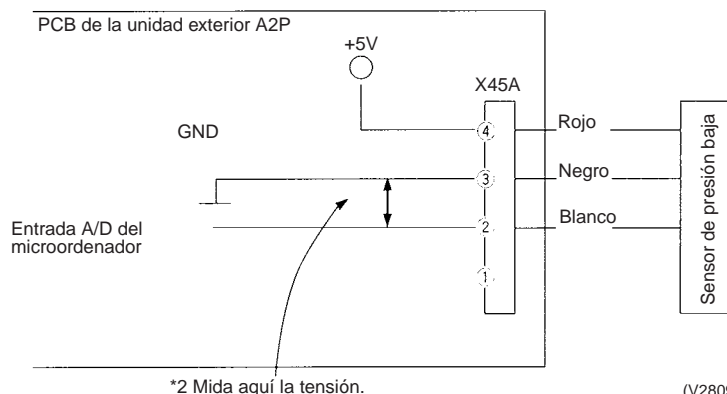 PCB de la unidad exterior A2P
+5V
X45A
GND
4
Rojo
3
Negro
Entrada A/D del
microordenador
2
Blanco
1
Sensor de presión baja
*2 Mida aquí la tensión.
(V2809